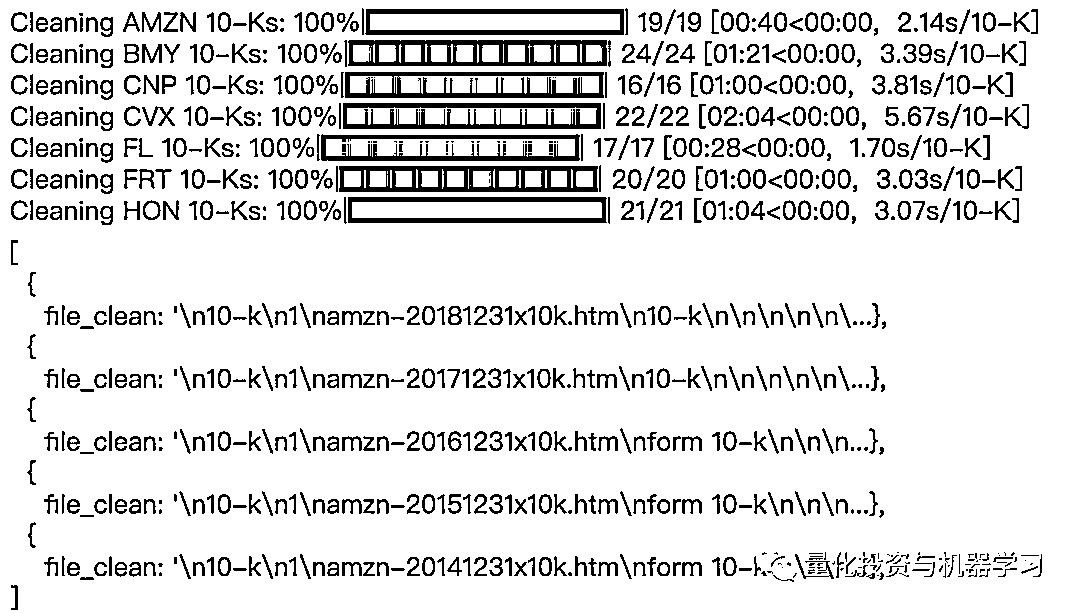 Cleaning AMZN 10-Ks: 100%| | 19/19 [00:40<00:00, 2.14s/10-K]
Cleaning BMY 10-Ks: 100%| | 24/24 [01:21<00:00, 3.39s/10-K]
Cleaning CNP 10-Ks: 100%| | 16/16 [01:00<00:00, 3.81s/10-K]
Cleaning CVX 10-Ks: 100%| | 22/22 [02:04<00:00, 5.67s/10-K]
Cleaning FL 10-Ks: 100%| | 17/17 [00:28<00:00, 1.70s/10-K]
Cleaning FRT 10-Ks: 100%| | 20/20 [01:00<00:00, 3.03s/10-K]
Cleaning HON 10-Ks: 100%| | 21/21 [01:04<00:00, 3.07s/10-K]
[
{
file_clean: '\n10-k\n1\namzn-20181231x10k.htm\n10-k\n\n\n\n\n\...},
{
file_clean: '\n10-k\n1\namzn-20171231x10k.htm\n10-k\n\n\n\n\n\...},
{
file_clean: '\n10-k\n1\namzn-20161231x10k.htm\nform 10-k\n\n\n...},
{
file_clean: '\n10-k\n1\namzn-20151231x10k.htm\nform 10-k\n\n\n...},
{
file_clean: '\n10-k\n1\namzn-20141231x10k.htm\nform 10-k
量化投资与机器学习
]